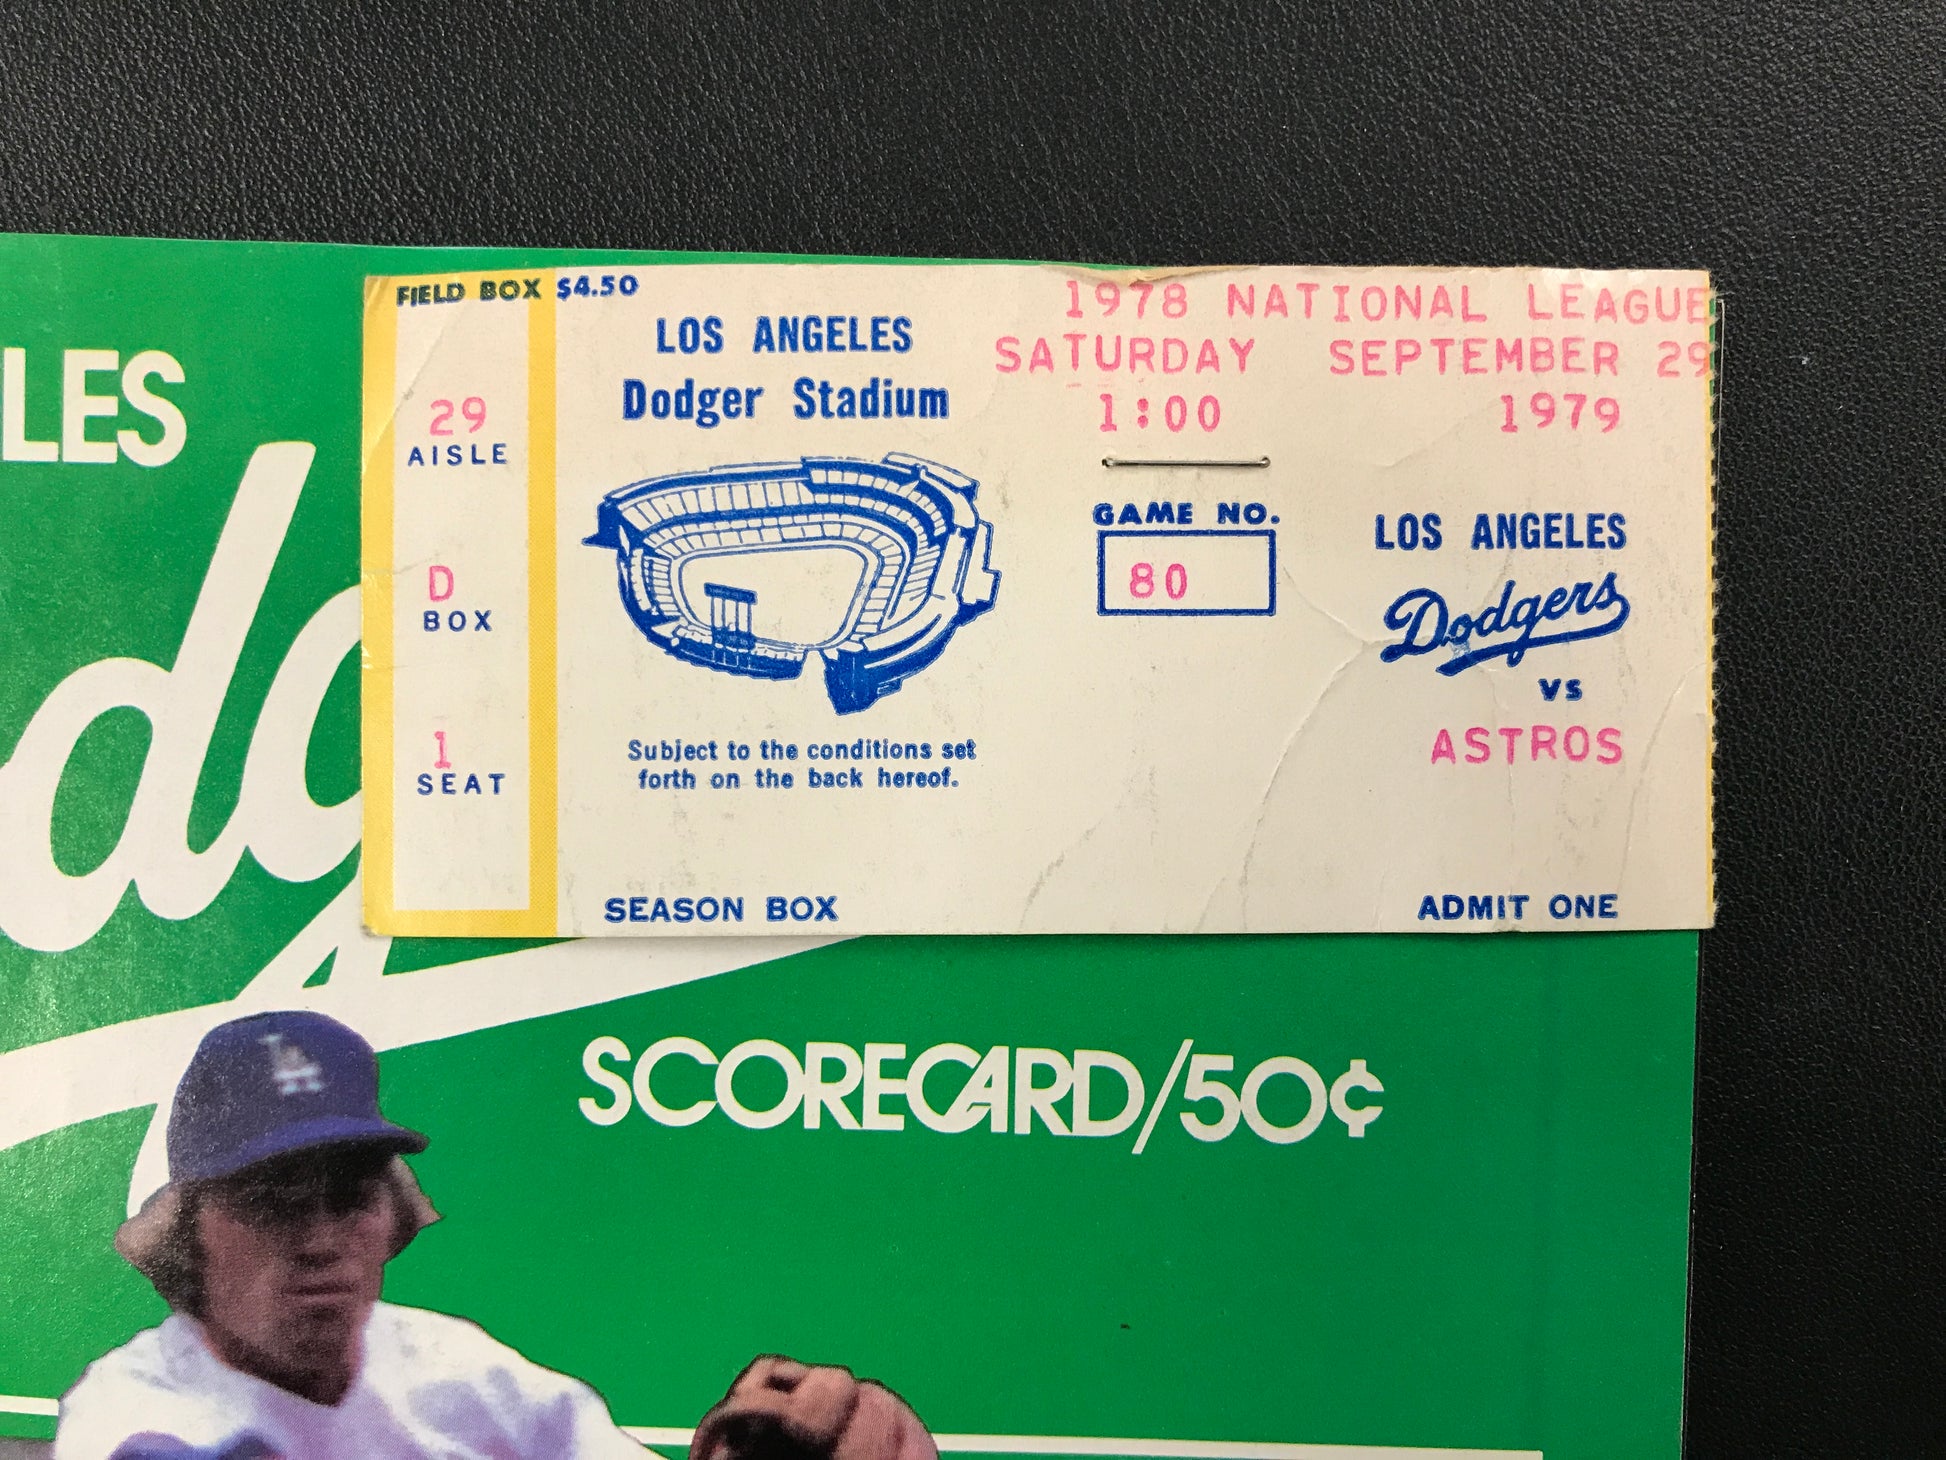 FIELD BOX $4.50
29
AISLE
D
BOX
1
SEAT
LOS ANGELES
Dodger Stadium
Subject to the conditions set
forth on the back hereof.
SEASON BOX
1978 NATIONAL LEAGUE
SATURDAY SEPTEMBER 29
1:00 1979
GAME NO.
80
LOS ANGELES
Dodgers
VS
ASTROS
ADMIT ONE
LES
SCORECARD/50¢
LA